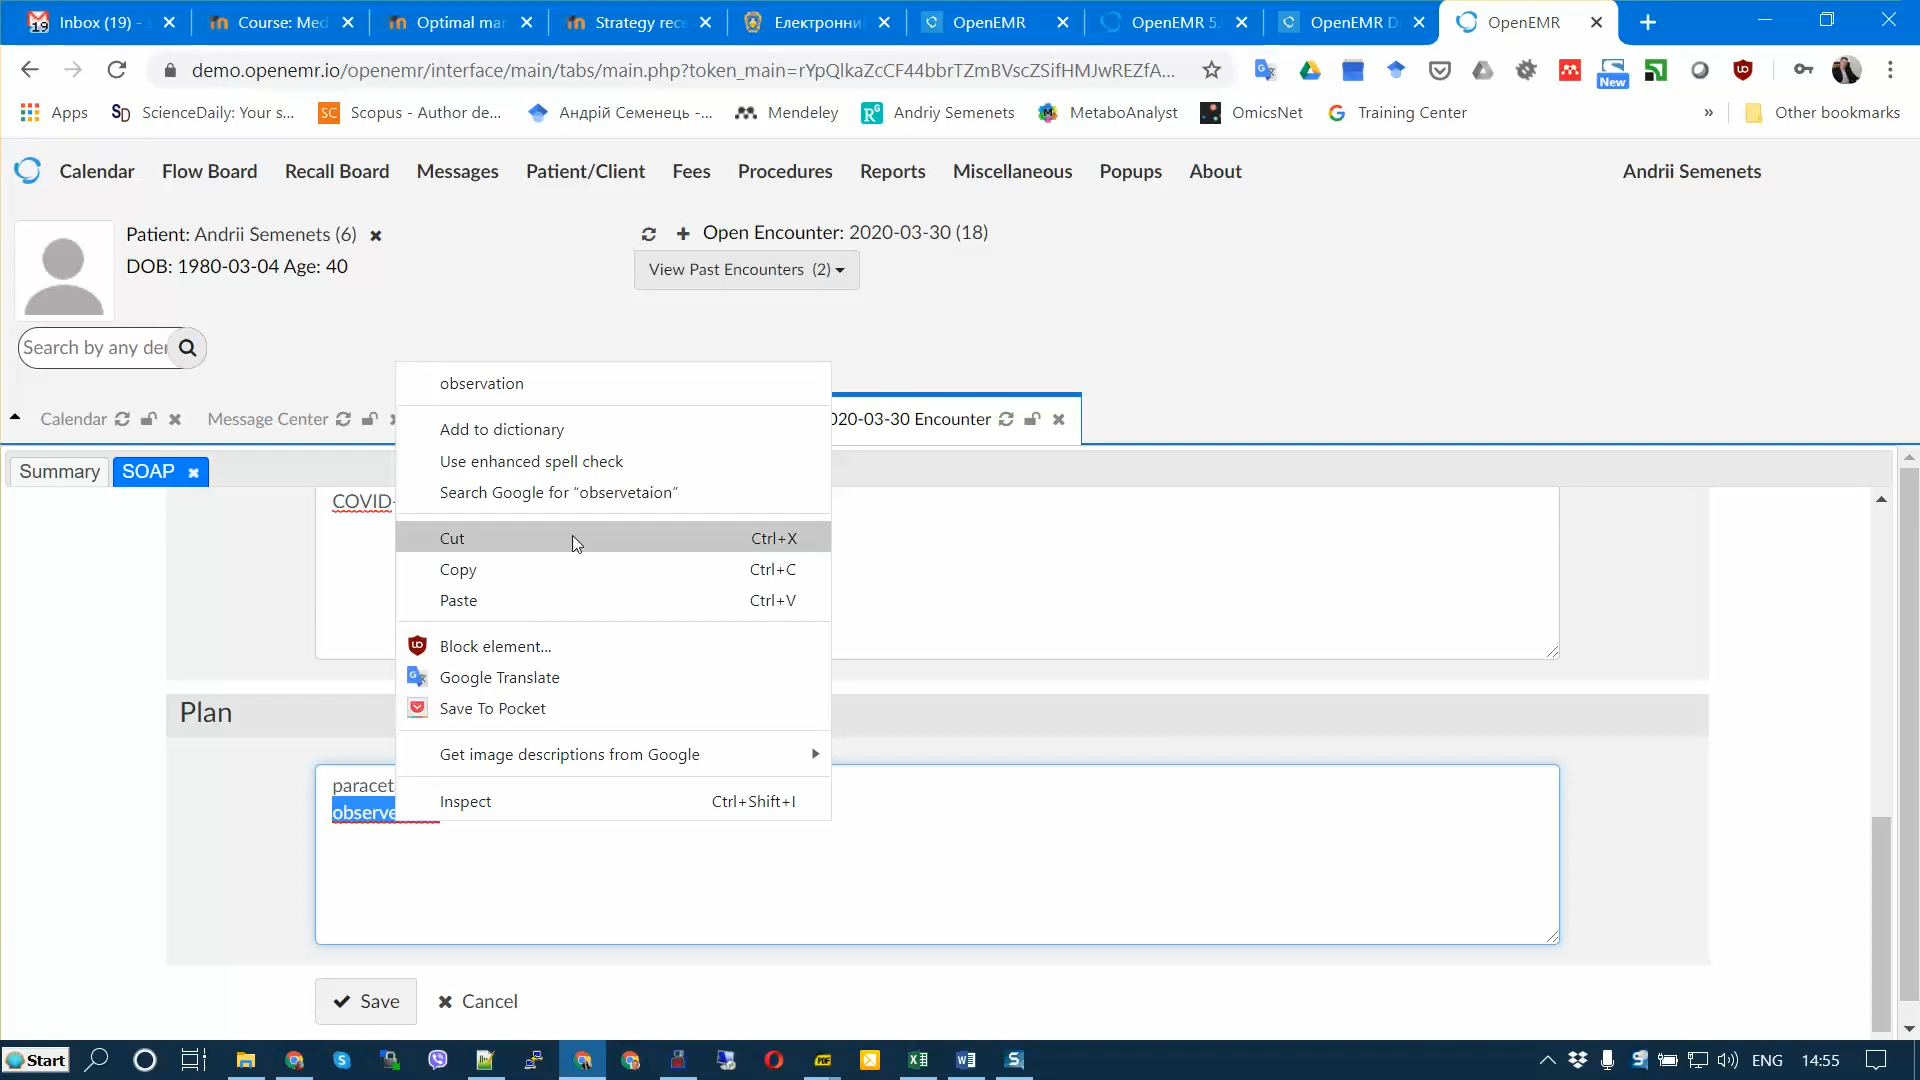 Inbox (19) -
Course: Med
Optimal mar
Strategy rece
Електронни
OpenEMR
OpenEMR 5.
OpenEMR D
OpenEMR
demo.openemr.io/openemr/interface/main/tabs/main.php?token_main=rYpQlkaZcCF44bbrTZmBVscZSifHMJwREZfA...
New
Apps
ScienceDaily: Your s...
Scopus - Author de...
Андрій Семенець -...
Mendeley
Andriy Semenets
MetaboAnalyst
OmicsNet
Training Center
»
Other bookmarks
Calendar
Flow Board
Recall Board
Messages
Patient/Client
Fees
Procedures
Reports
Miscellaneous
Popups
About
Andrii Semenets
Patient: Andrii Semenets (6)
DOB: 1980-03-04 Age: 40
Open Encounter: 2020-03-30 (18)
View Past Encounters (2)
Search by any de
Calendar
Message Center
020-03-30 Encounter
Summary
SOAP
COVID-
observation
Add to dictionary
Use enhanced spell check
Search Google for “observetaion”
Cut Ctrl+X
Copy Ctrl+C
Paste Ctrl+V
Block element...
Google Translate
Save To Pocket
Get image descriptions from Google
Inspect Ctrl+Shift+I
Plan
paracet
observe
Save
Cancel
Start
ENG
14:55